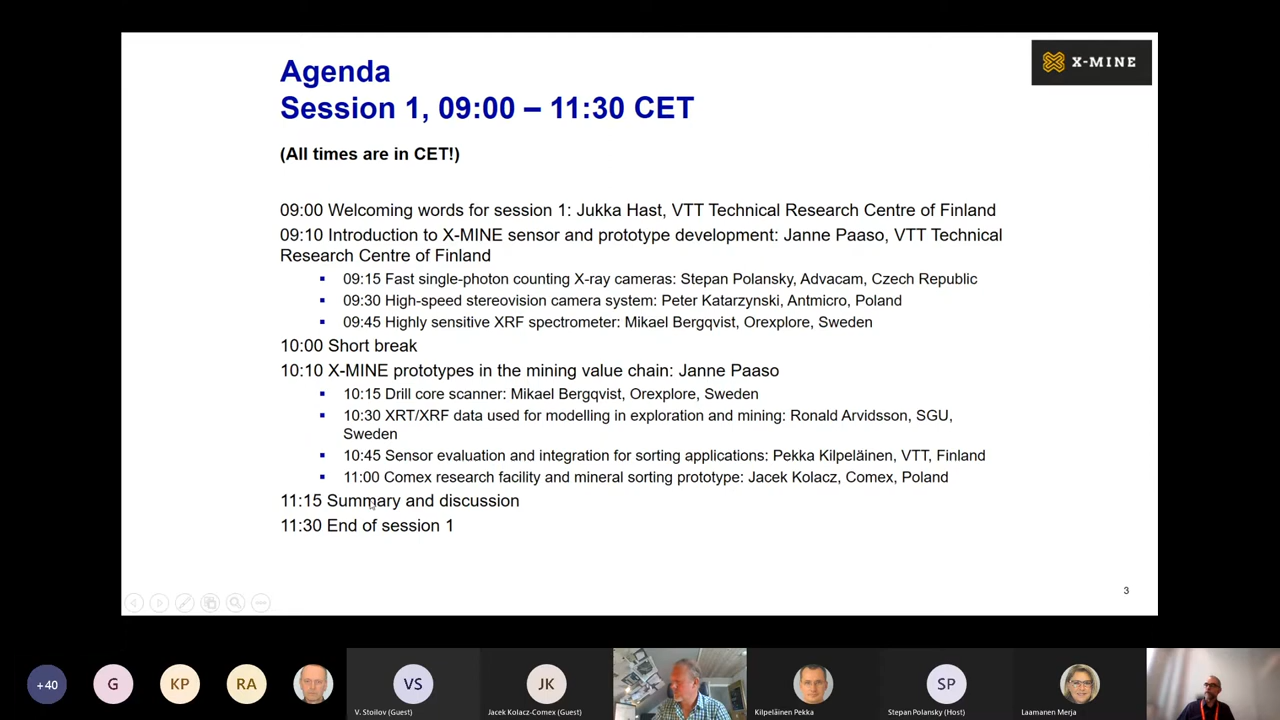 Agenda
Session 1, 09:00 – 11:30 CET
X-MINE
(All times are in CET!)
09:00 Welcoming words for session 1: Jukka Hast, VTT Technical Research Centre of Finland
09:10 Introduction to X-MINE sensor and prototype development: Janne Paaso, VTT Technical
Research Centre of Finland
▪ 09:15 Fast single-photon counting X-ray cameras: Stepan Polansky, Advacam, Czech Republic
▪ 09:30 High-speed stereovision camera system: Peter Katarzynski, Antmicro, Poland
▪ 09:45 Highly sensitive XRF spectrometer: Mikael Bergqvist, Orexplore, Sweden
10:00 Short break
10:10 X-MINE prototypes in the mining value chain: Janne Paaso
▪ 10:15 Drill core scanner: Mikael Bergqvist, Orexplore, Sweden
▪ 10:30 XRT/XRF data used for modelling in exploration and mining: Ronald Arvidsson, SGU,
Sweden
▪ 10:45 Sensor evaluation and integration for sorting applications: Pekka Kilpeläinen, VTT, Finland
▪ 11:00 Comex research facility and mineral sorting prototype: Jacek Kolacz, Comex, Poland
11:15 Summary and discussion
11:30 End of session 1
3
+40
G
KP
RA
VS
JK
SP
V. Stoilov (Guest)
Jacek Kolacz-Comex (Guest)
Kilpeläinen Pekka
Stepan Polansky (Host)
Laamanen Merja